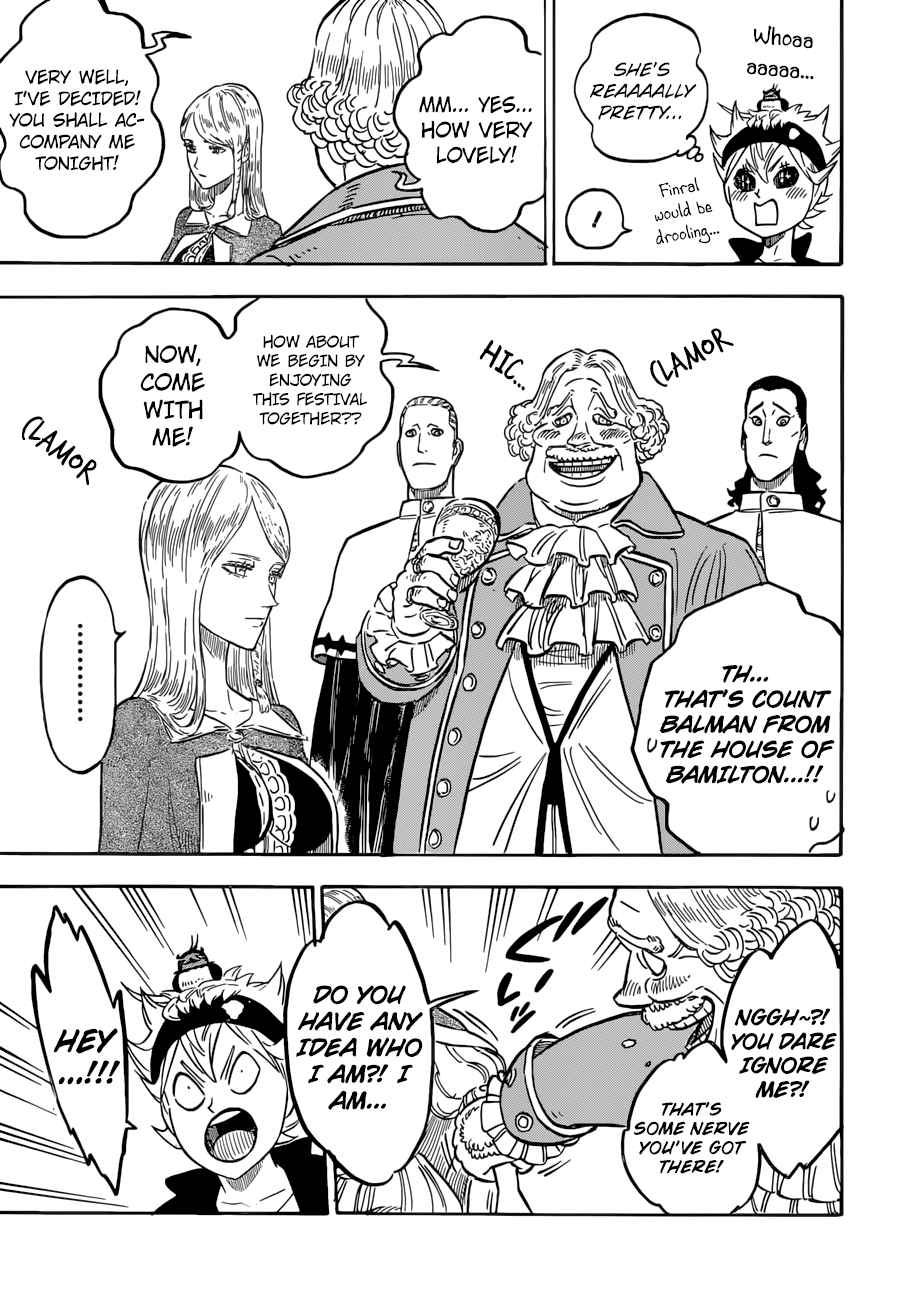 Whoaa
aaaaa...
SHE'S
REAAAALLY
PRETTY...
Finral
would be
drooling...
!
MM... YES...
HOW VERY
LOVELY!
VERY WELL,
I'VE DECIDED!
YOU SHALL AC-
COMPANY ME
TONIGHT!
CLAMOR
HIC...
HOW ABOUT
WE BEGIN BY
ENJOYING
THIS FESTIVAL
TOGETHER??
NOW,
COME
WITH
ME!
CLAMOR
TH...
THAT'S COUNT
BALMAN FROM
THE HOUSE OF
BAMILTON...!!
.........
NGGH~?!
YOU DARE
IGNORE
ME?!
THAT'S
SOME NERVE
YOU'VE GOT
THERE!
DO YOU
HAVE ANY
IDEA WHO
I AM?! I
AM...
HEY
...!!!